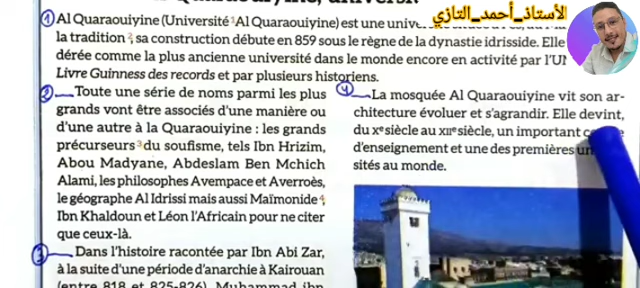 الأستاذ_أحمد_التازي
① Al Quaraouiyine (Université ¹Al Quaraouiyine) est une
la tradition ², sa construction débute en 859 sous le règne de la dynastie idrisside. Elle
dérée comme la plus ancienne université dans le monde encore en activité par l'
Livre Guinness des records et par plusieurs historiens.
② Toute une série de noms parmi les plus
grands vont être associés d'une manière ou
d'une autre à la Quaraouiyine : les grands
précurseurs ³ du soufisme, tels Ibn Hrizim,
Abou Madyane, Abdeslam Ben Mchich
Alami, les philosophes Avempace et Averroès,
le géographe Al Idrissi mais aussi Maïmonide ⁴,
Ibn Khaldoun et Léon l'Africain pour ne citer
que ceux-là.
③ Dans l'histoire racontée par Ibn Abi Zar,
à la suite d'une période d'anarchie à Kairouan
(entre 818 et 825-826), Muhammad ibn
④ La mosquée Al Quaraouiyine vit son ar-
chitecture évoluer et s'agrandir. Elle devint,
du Xe siècle au XIIe siècle, un important
d'enseignement et une des premières
sités au monde.